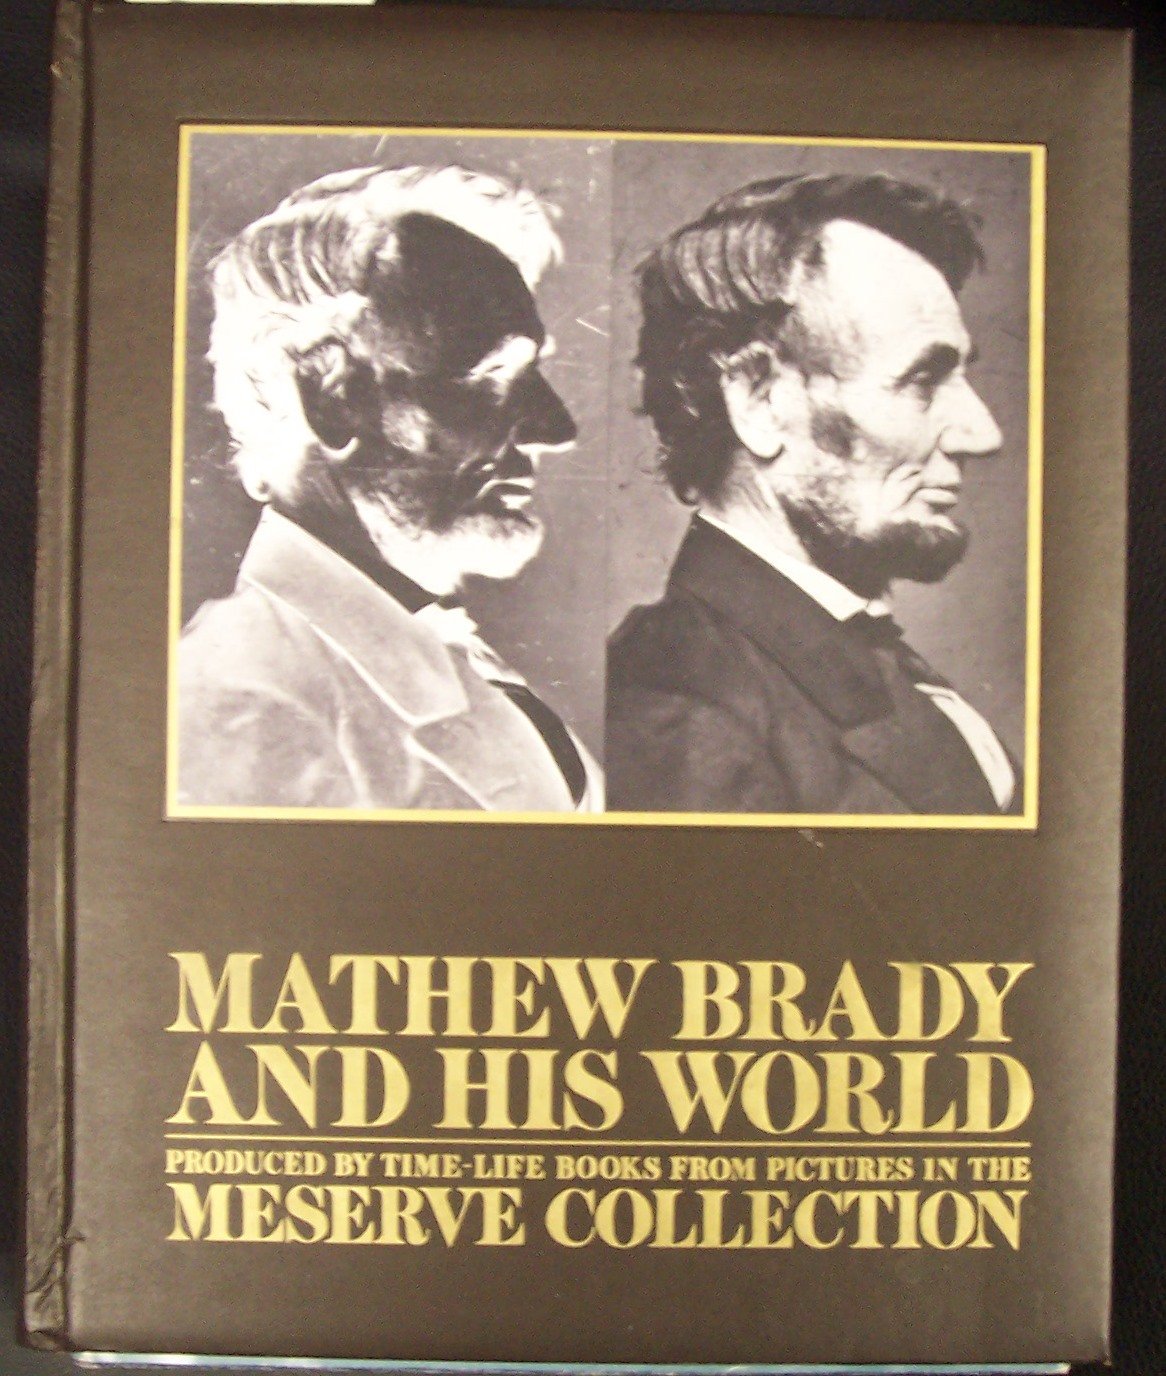 MATHEW BRADY
AND HIS WORLD
PRODUCED BY TIME-LIFE BOOKS FROM PICTURES IN THE
MESERVE COLLECTION